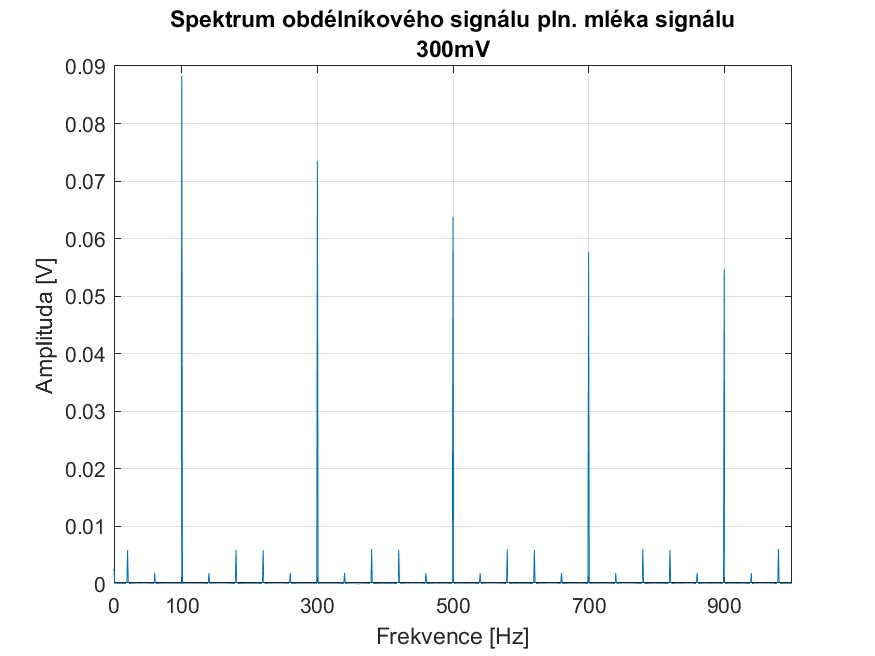 Spektrum obdélníkového signálu pln. mléka signálu
300mV
0.09
0.08
0.07
0.06
0.05
0.04
0.03
0.02
0.01
0
Amplituda [V]
0 100 300 500 700 900
Frekvence [Hz]